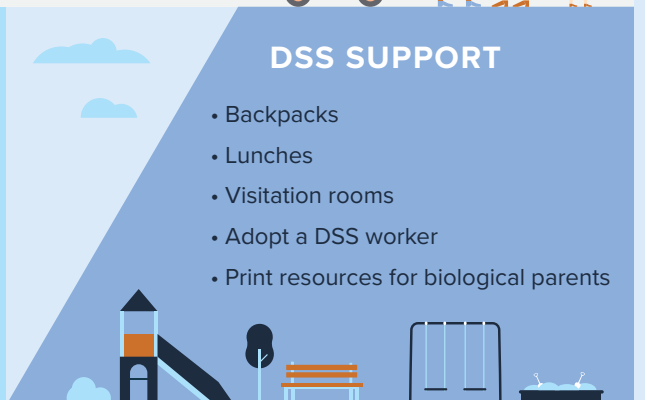 DSS SUPPORT
• Backpacks
• Lunches
• Visitation rooms
• Adopt a DSS worker
• Print resources for biological parents